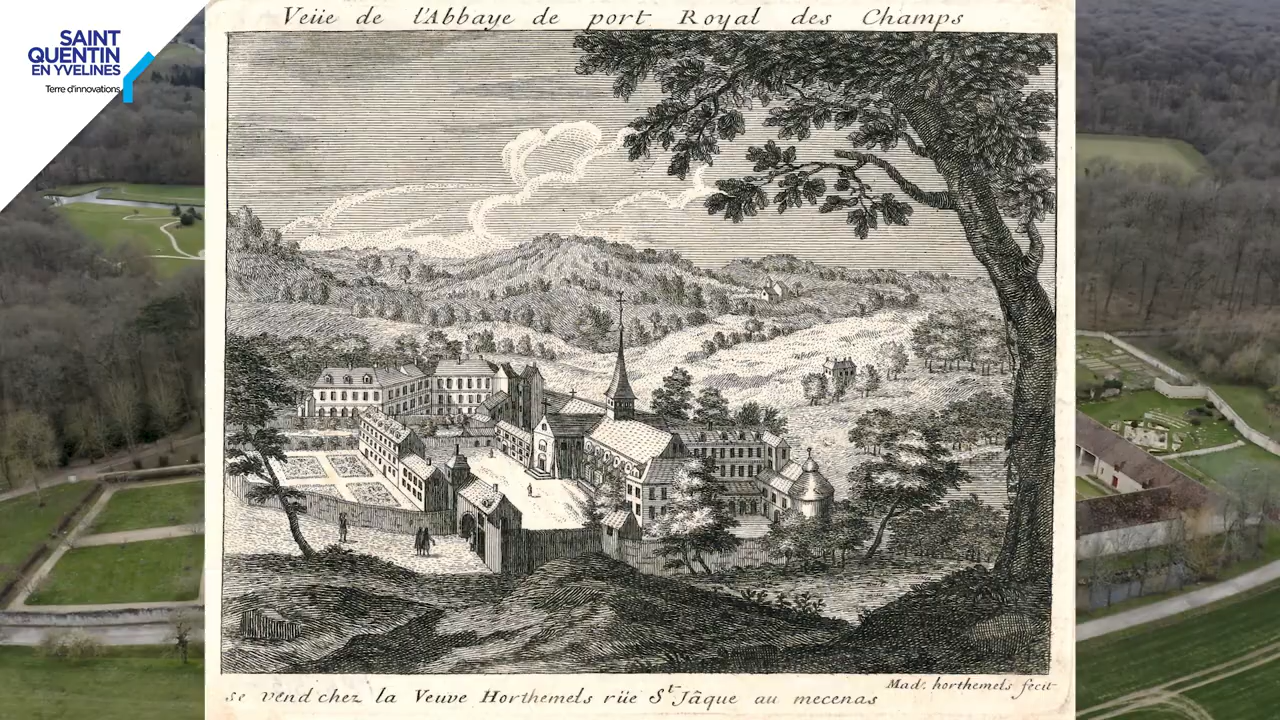 Veüe de l'Abbaye de port Royal des Champs
SAINT
QUENTIN
EN YVELINES
Terre d'innovations
Mad.e horthemels fecit
se vend chez la Veuve Horthemels rüe St Jâque au mecenas